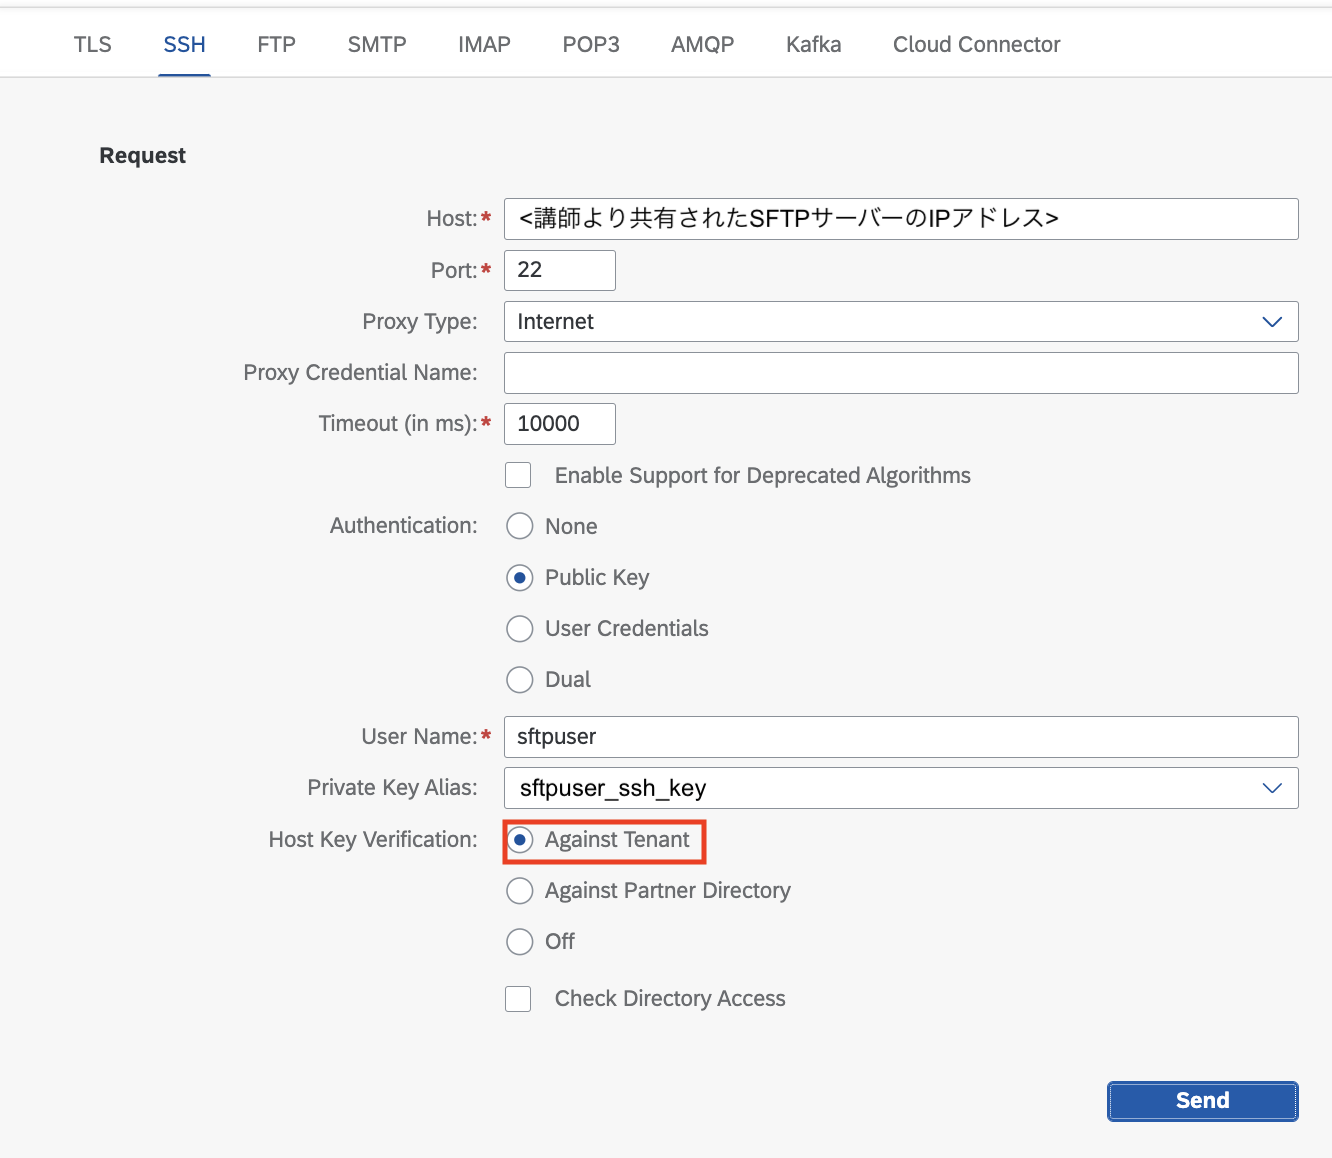 TLS SSH FTP SMTP IMAP POP3 AMQP Kafka Cloud Connector
Request
Host:* <講師より共有されたSFTPサーバーのIPアドレス>
Port:* 22
Proxy Type: Internet
Proxy Credential Name:
Timeout (in ms):* 10000
Enable Support for Deprecated Algorithms
Authentication: None
Public Key
User Credentials
Dual
User Name:* sftpuser
Private Key Alias: sftpuser_ssh_key
Host Key Verification: Against Tenant
Against Partner Directory
Off
Check Directory Access
Send